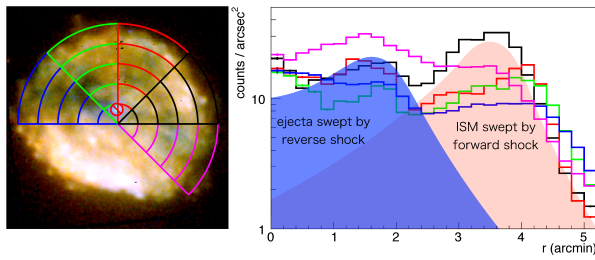 counts / arcsec²
10
1
ejecta swept by
reverse shock
ISM swept by
forward shock
0 1 2 3 4 5
r (arcmin)